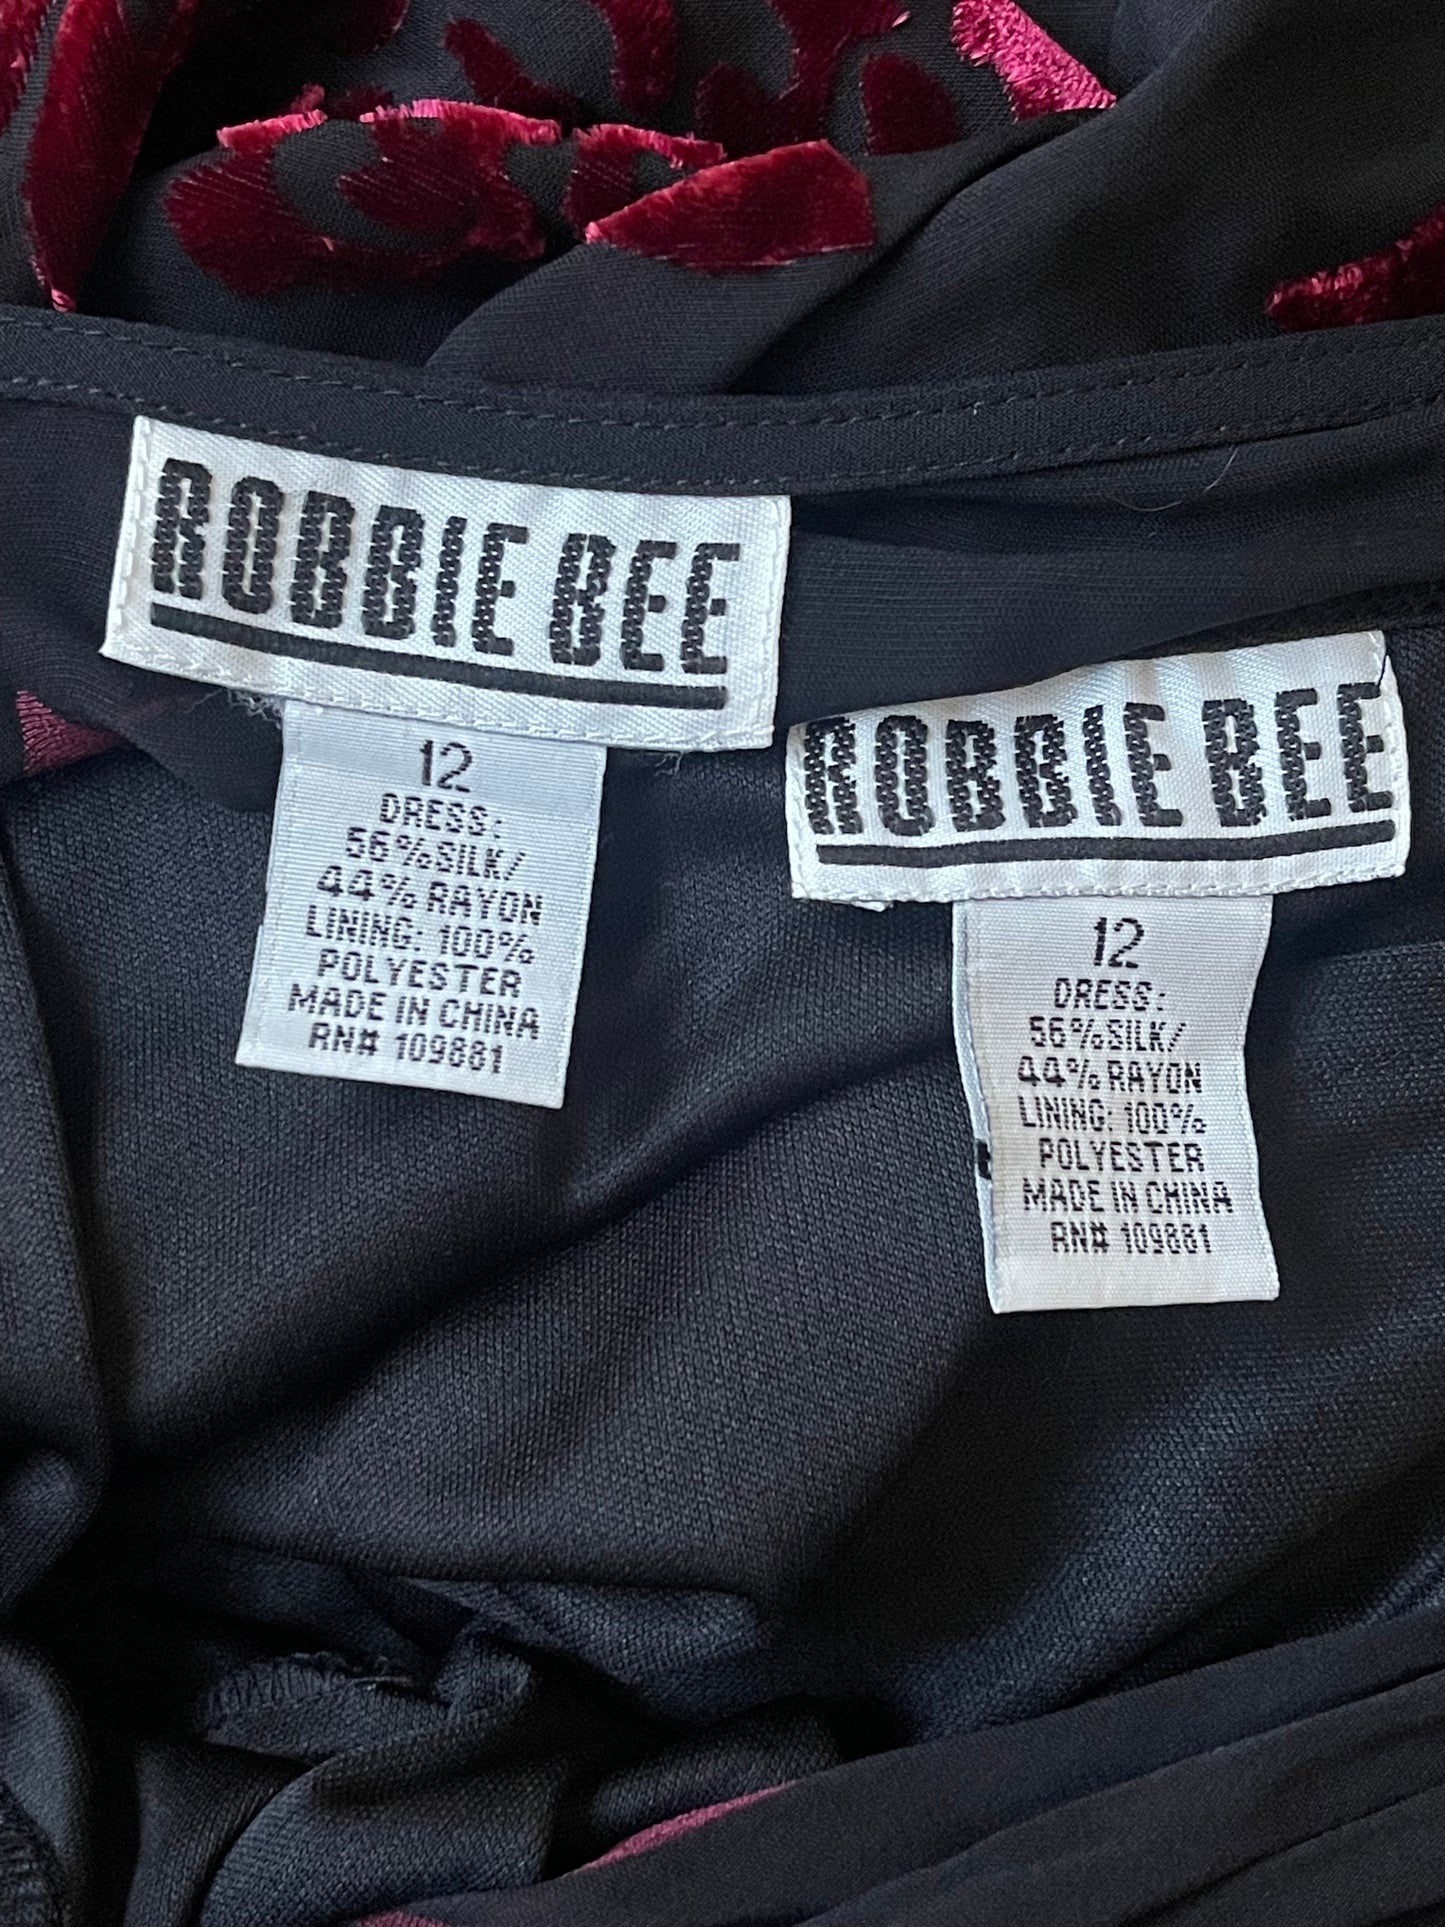 ROBBIE BEE
12
DRESS:
56%SILK/
44% RAYON
LINING: 100%
POLYESTER
MADE IN CHINA
RN# 109881
ROBBIE BEE
12
DRESS:
56%SILK/
44% RAYON
LINING: 100%
POLYESTER
MADE IN CHINA
RN# 109881